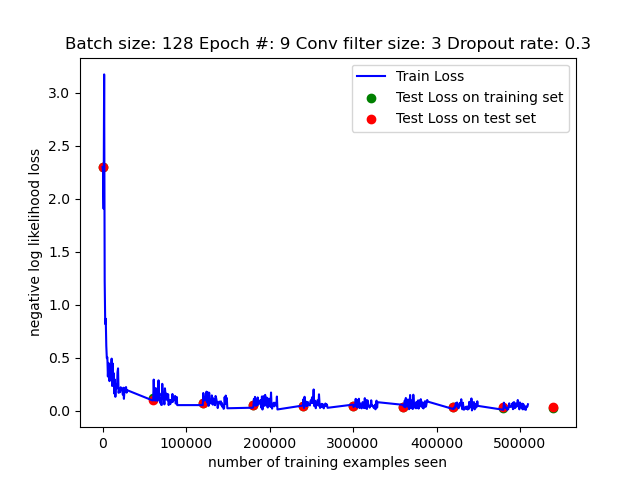 Batch size: 128 Epoch #: 9 Conv filter size: 3 Dropout rate: 0.3
Train Loss
Test Loss on training set
Test Loss on test set
negative log likelihood loss
3.0
2.5
2.0
1.5
1.0
0.5
0.0
0 100000 200000 300000 400000 500000
number of training examples seen